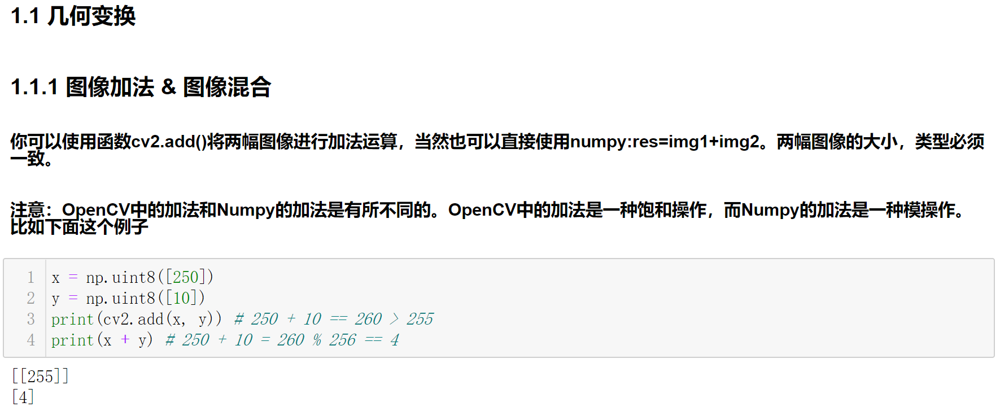 1.1 几何变换
1.1.1 图像加法 & 图像混合
你可以使用函数cv2.add()将两幅图像进行加法运算，当然也可以直接使用numpy:res=img1+img2。两幅图像的大小，类型必须
一致。
注意：OpenCV中的加法和Numpy的加法是有所不同的。OpenCV中的加法是一种饱和操作，而Numpy的加法是一种模操作。
比如下面这个例子
1 x = np.uint8([250])
2 y = np.uint8([10])
3 print(cv2.add(x, y)) # 250 + 10 == 260 > 255
4 print(x + y) # 250 + 10 = 260 % 256 == 4
[[255]]
[4]